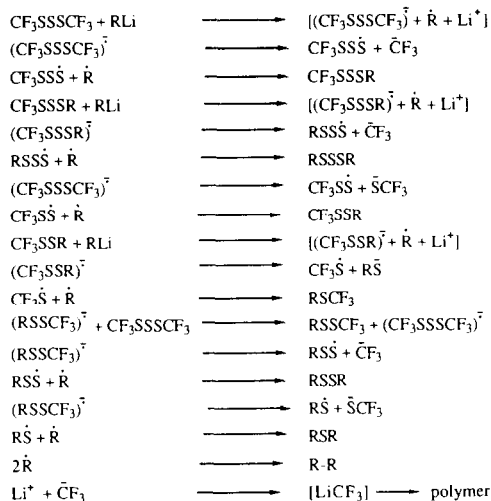 CF₃SSSCF₃ + RLi ⟶ [(CF₃SSSCF₃)⨪ + Ṙ + Li⁺]
(CF₃SSSCF₃)⨪ ⟶ CF₃SSṠ + C̄F₃
CF₃SSṠ + Ṙ ⟶ CF₃SSSR
CF₃SSSR + RLi ⟶ [(CF₃SSSR)⨪ + Ṙ + Li⁺]
(CF₃SSSR)⨪ ⟶ RSSṠ + C̄F₃
RSSṠ + Ṙ ⟶ RSSSR
(CF₃SSSCF₃)⨪ ⟶ CF₃SṠ + S̄CF₃
CF₃SṠ + Ṙ ⟶ CF₃SSR
CF₃SSR + RLi ⟶ [(CF₃SSR)⨪ + Ṙ + Li⁺]
(CF₃SSR)⨪ ⟶ CF₃Ṡ + RS̄
CF₃Ṡ + Ṙ ⟶ RSCF₃
(RSSCF₃)⨪ + CF₃SSSCF₃ ⟶ RSSCF₃ + (CF₃SSSCF₃)⨪
(RSSCF₃)⨪ ⟶ RSṠ + C̄F₃
RSṠ + Ṙ ⟶ RSSR
(RSSCF₃)⨪ ⟶ RṠ + S̄CF₃
RṠ + Ṙ ⟶ RSR
2Ṙ ⟶ R-R
Li⁺ + C̄F₃ ⟶ [LiCF₃] ⟶ polymer